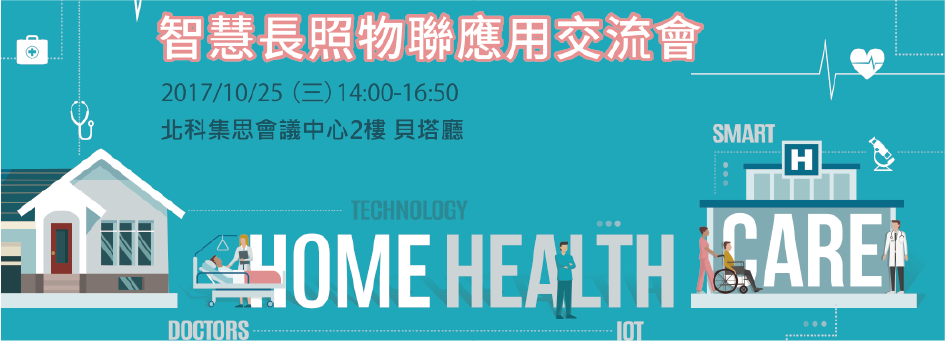 智慧長照物聯應用交流會
2017/10/25 (三) 14:00-16:50
北科集思會議中心2樓 貝塔廳
SMART
H
TECHNOLOGY
HOME HEALTH CARE
DOCTORS
IOT